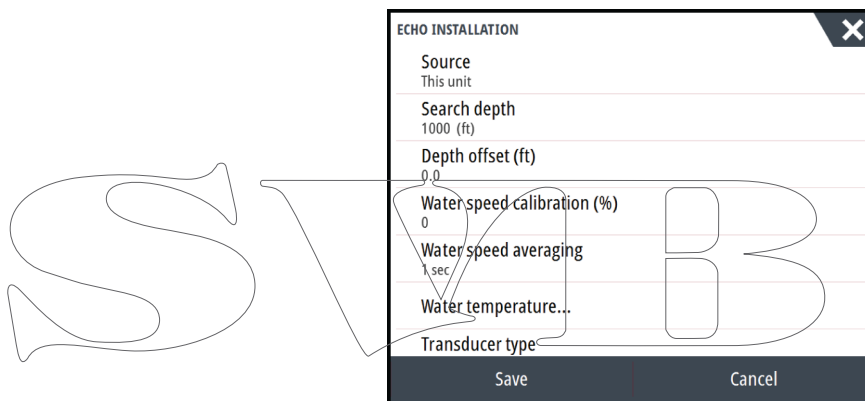 ECHO INSTALLATION
Source
This unit
Search depth
1000 (ft)
Depth offset (ft)
0.0
Water speed calibration (%)
0
Water speed averaging
1 sec
Water temperature...
Transducer type
Save
Cancel
SVB